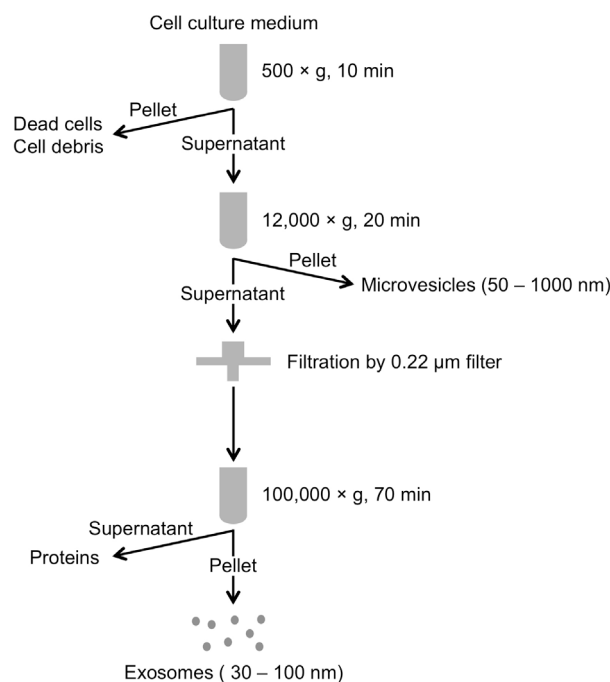 Cell culture medium
500 × g, 10 min
Pellet
Dead cells
Cell debris
Supernatant
12,000 × g, 20 min
Pellet
Microvesicles (50 – 1000 nm)
Supernatant
Filtration by 0.22 µm filter
100,000 × g, 70 min
Supernatant
Proteins
Pellet
Exosomes ( 30 – 100 nm)